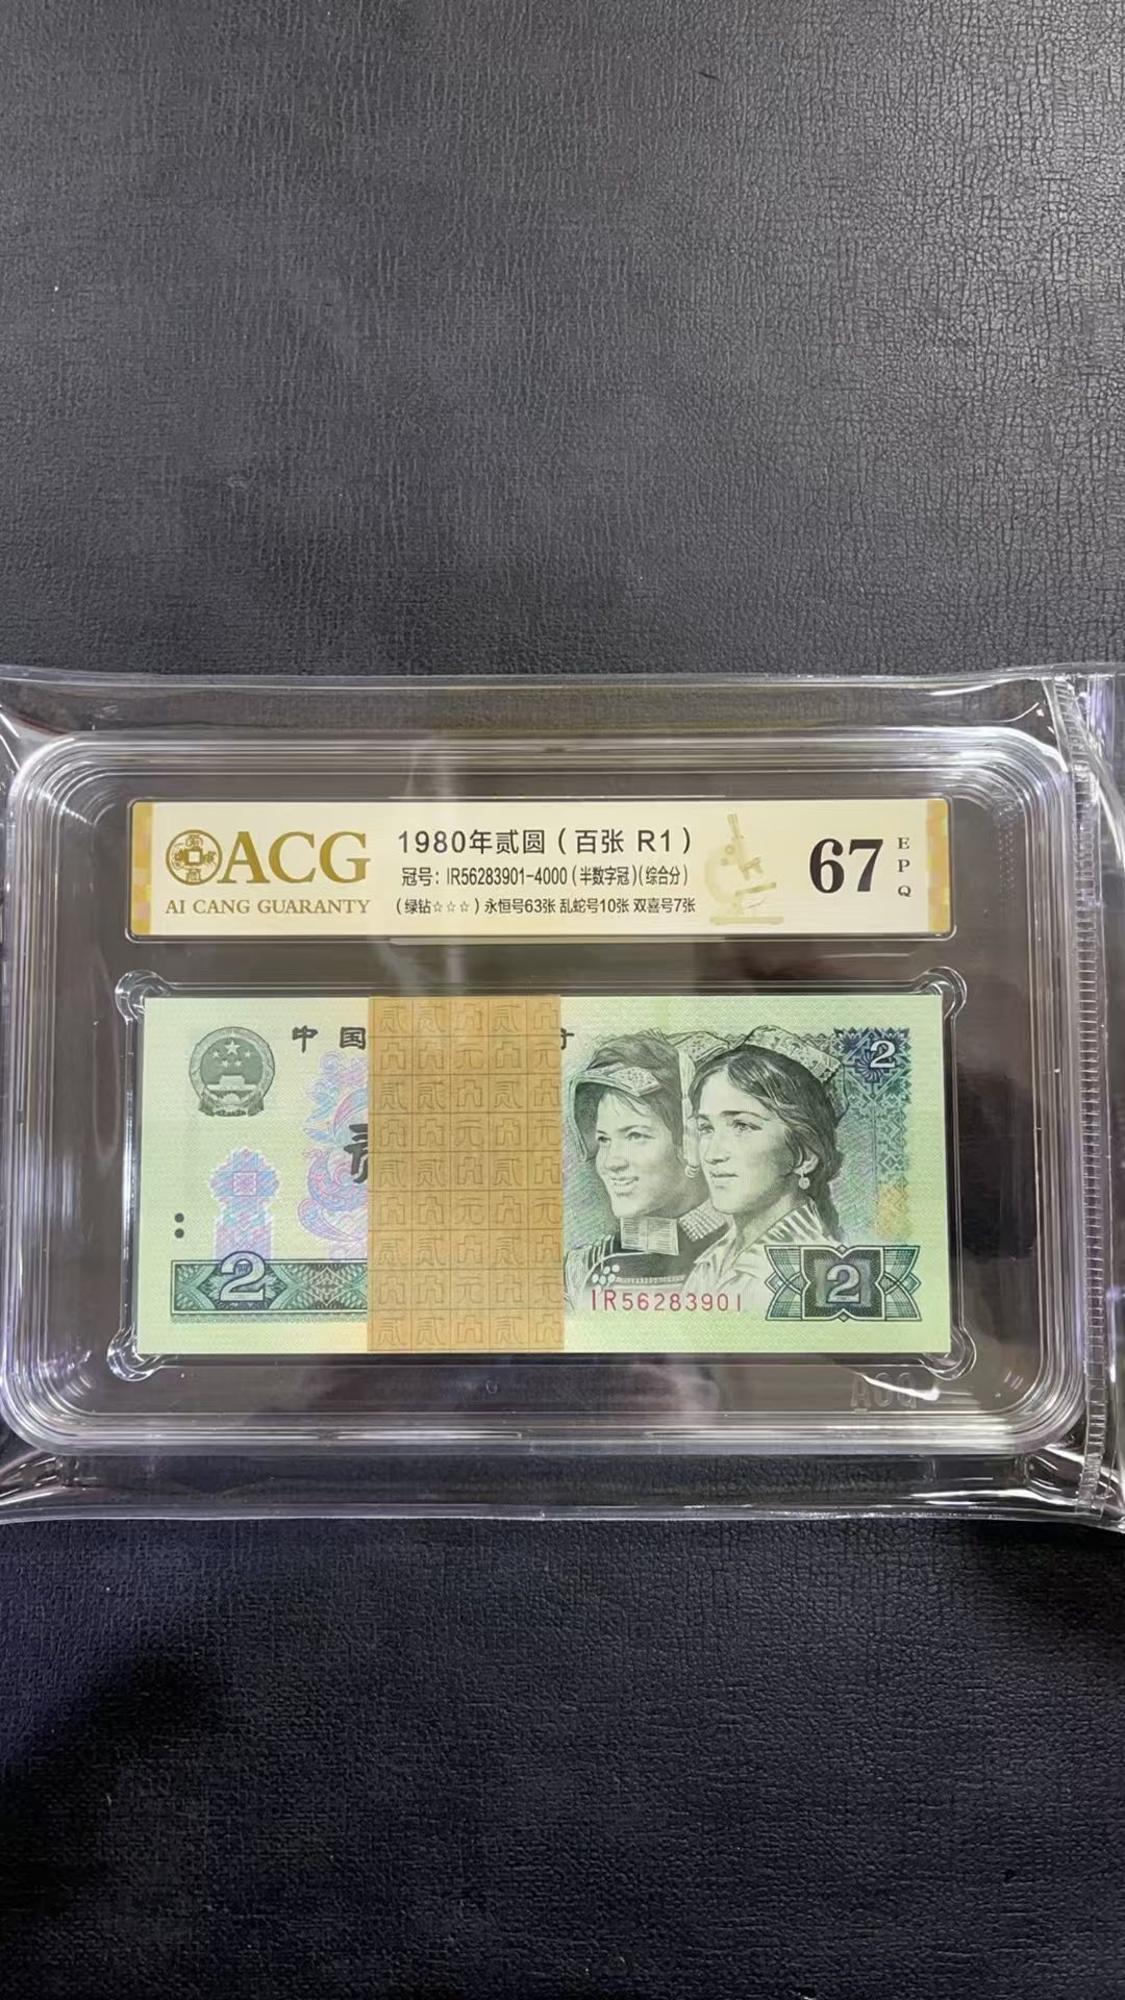 ACG
AI CANG GUARANTY
1980年贰圆（百张 R1）
冠号：IR56283901-4000（半数字冠）（综合分）
（绿钻☆☆☆）永恒号63张 乱蛇号10张 双喜号7张
67
EPQ
中国
2
2
IR56283901
2
ACG